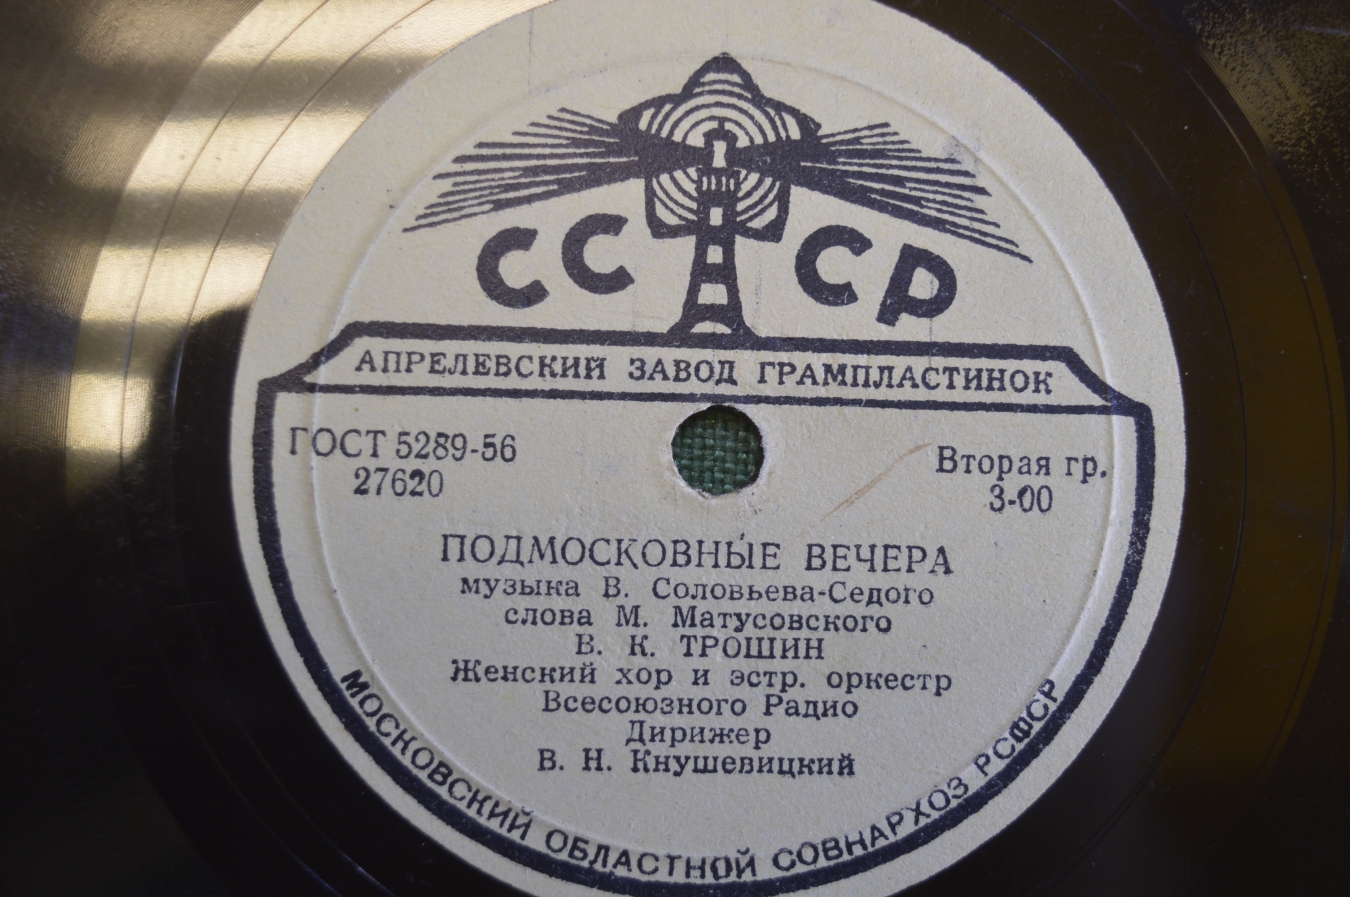 СССР
АПРЕЛЕВСКИЙ ЗАВОД ГРАМПЛАСТИНОК
ГОСТ 5289-56
27620
Вторая гр.
3-00
ПОДМОСКОВНЫЕ ВЕЧЕРА
музыка В. Соловьева-Седого
слова М. Матусовского
В. К. ТРОШИН
Женский хор и эстр. оркестр
Всесоюзного Радио
Дирижер
В. Н. Кнушевицкий
МОСКОВСКИЙ ОБЛАСТНОЙ СОВНАРХОЗ РСФСР